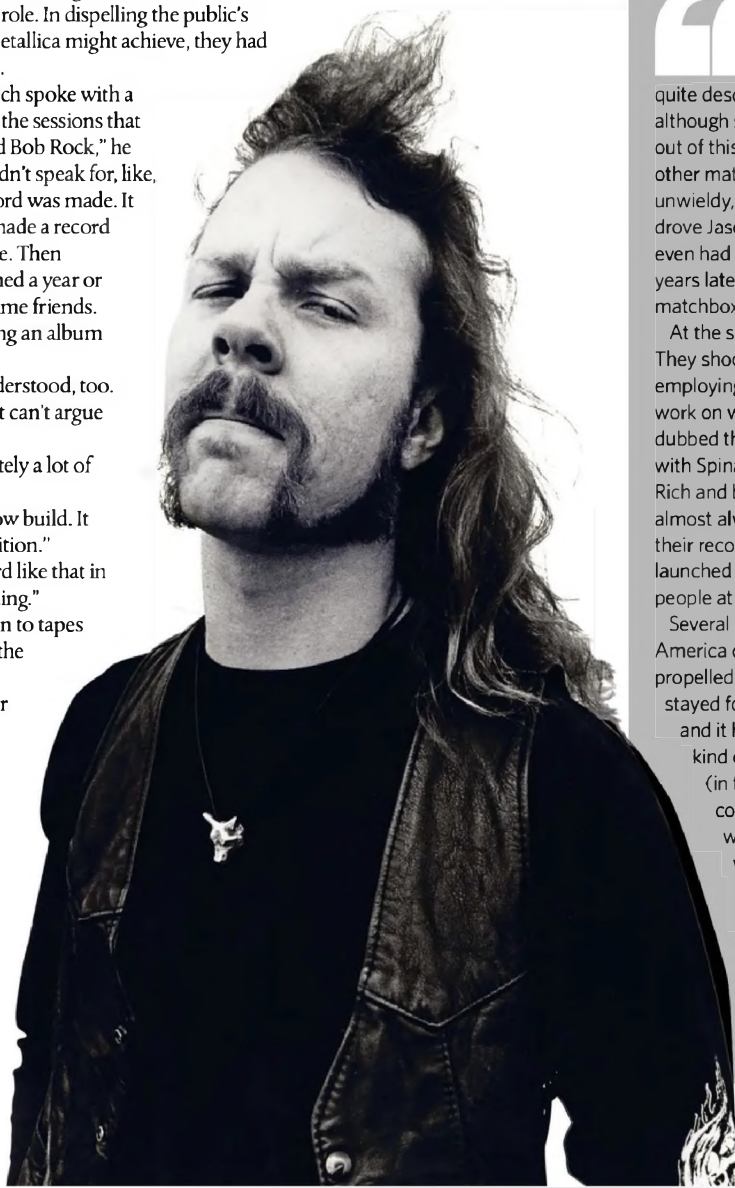 role. In dispelling the public's
etallica might achieve, they had
.
ch spoke with a
the sessions that
d Bob Rock,” he
dn't speak for, like,
ord was made. It
nade a record
e. Then
ned a year or
me friends.
ng an album
derstood, too.
t can't argue
tely a lot of
ow build. It
ition.”
rd like that in
ing.”
n to tapes
the
r
quite desc
although
out of this
other mat
unwieldy,
drove Jaso
even had
years late
matchbox
At the s
They shoo
employing
work on v
dubbed th
with Spina
Rich and
almost alv
their reco
launched
people at
Several
America
propelled
stayed fo
and it h
kind
(in
co
w